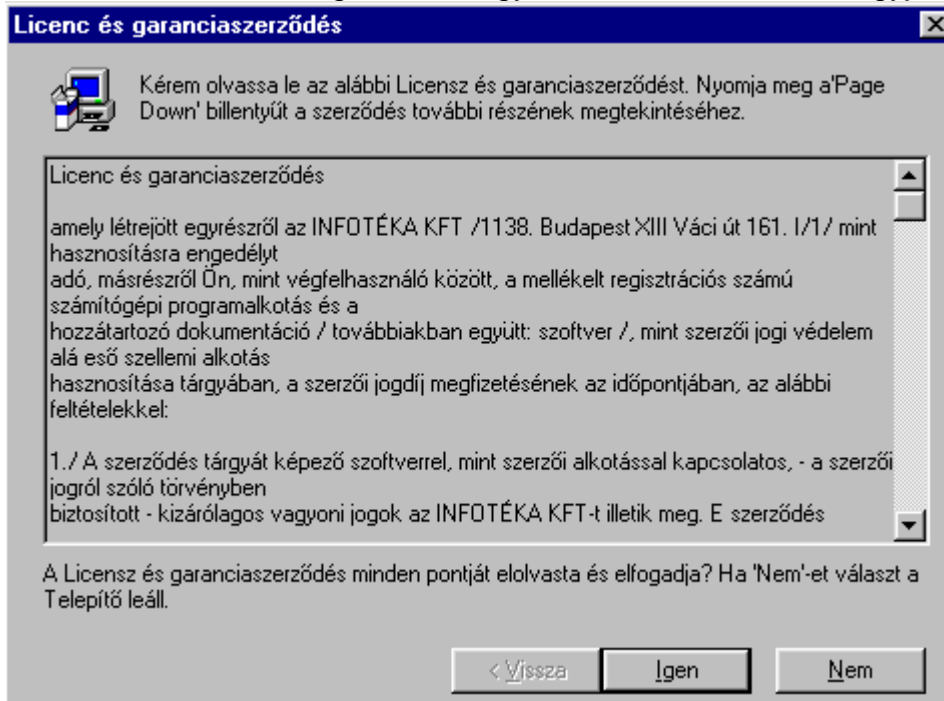 Licenc és garanciaszerződés
Kérem olvassa le az alábbi Licensz és garanciaszerződést. Nyomja meg a'Page
Down' billentyűt a szerződés további részének megtekintéséhez.
Licenc és garanciaszerződés
amely létrejött egyrészről az INFOTÉKA KFT /1138. Budapest XIII Váci út 161. I/1/ mint
hasznosításra engedélyt
adó, másrészről Ön, mint végfelhasználó között, a mellékelt regisztrációs számú
számítógépi programalkotás és a
hozzátartozó dokumentáció / továbbiakban együtt: szoftver /, mint szerzői jogi védelem
alá eső szellemi alkotás
hasznosítása tárgyában, a szerzői jogdíj megfizetésének az időpontjában, az alábbi
feltételekkel:
1./ A szerződés tárgyát képező szoftverrel, mint szerzői alkotással kapcsolatos, - a szerzői
jogról szóló törvényben
biztosított - kizárólagos vagyoni jogok az INFOTÉKA KFT-t illetik meg. E szerződés
A Licensz és garanciaszerződés minden pontját elolvasta és elfogadja? Ha 'Nem'-et választ a
Telepítő leáll.
< Vissza Igen Nem